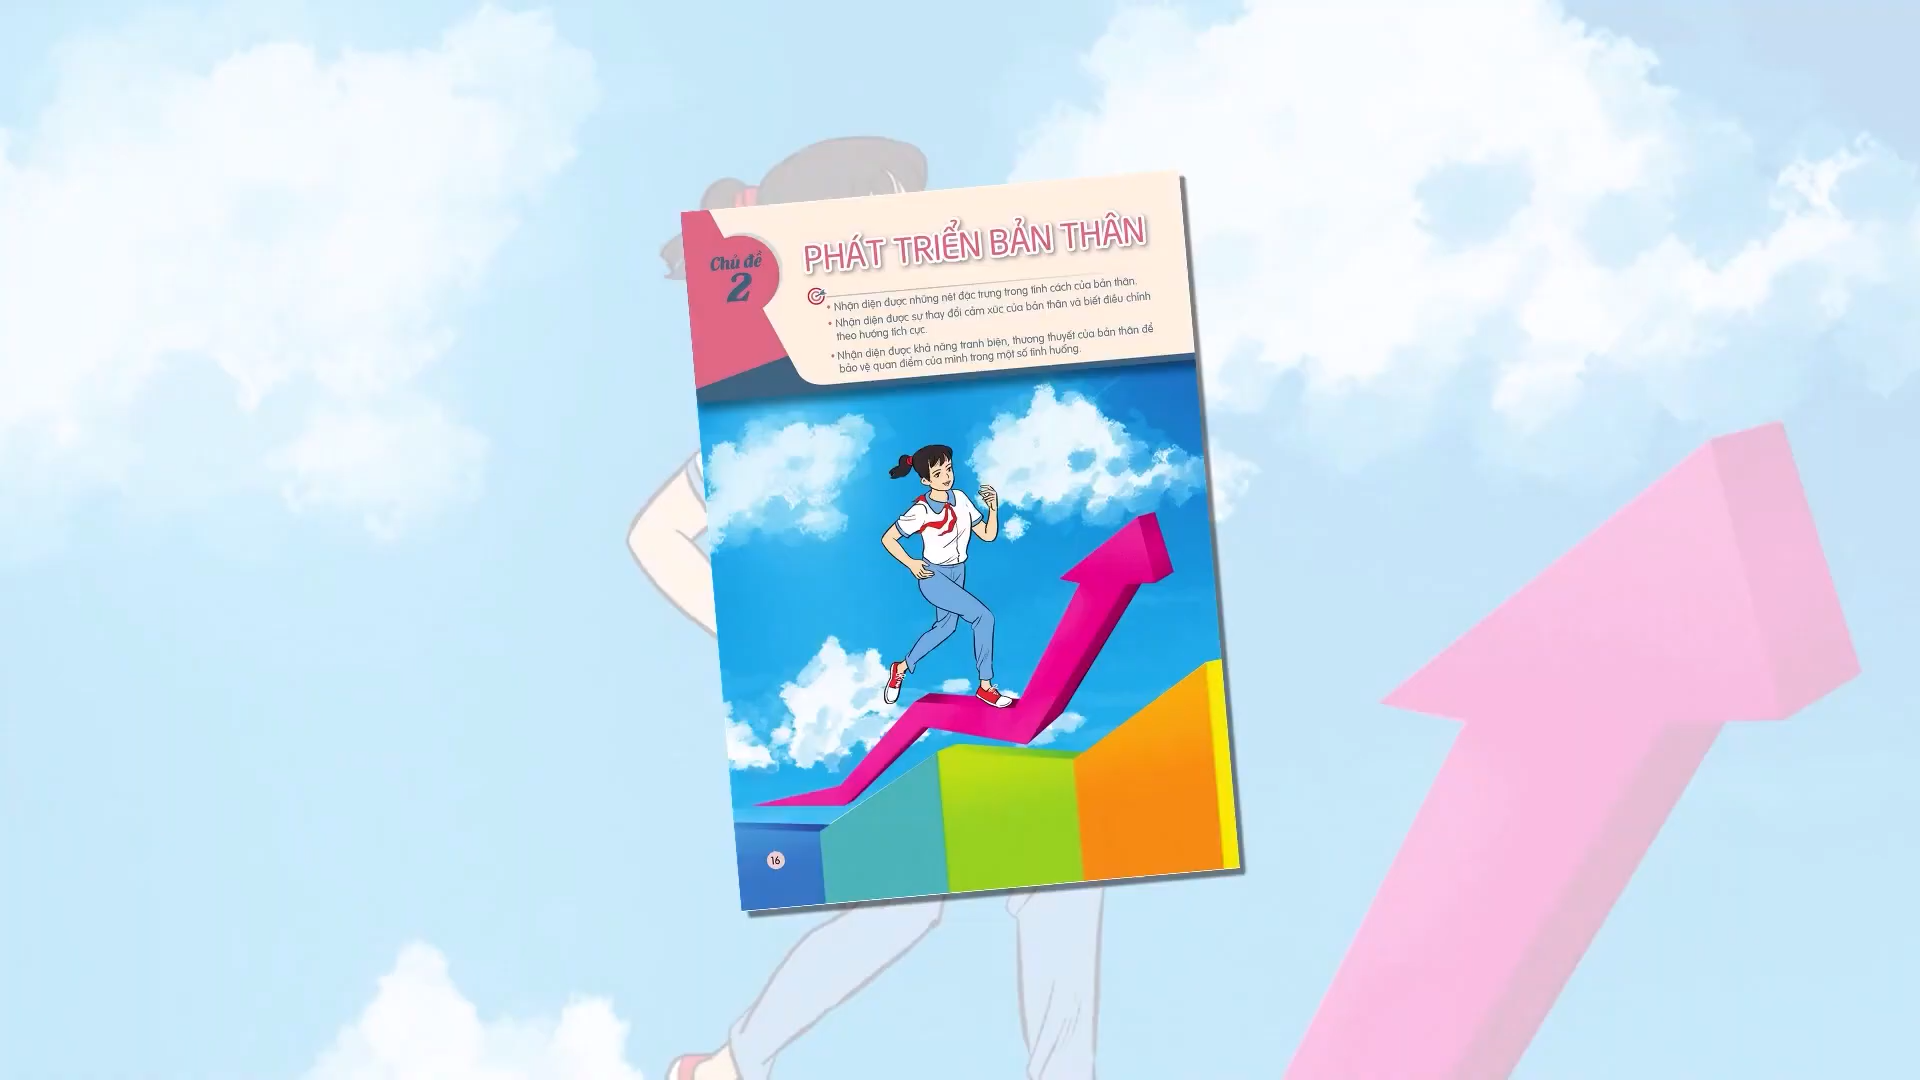 Chủ đề
2
PHÁT TRIỂN BẢN THÂN
• Nhận diện được những nét đặc trưng trong tính cách của bản thân.
• Nhận diện được sự thay đổi cảm xúc của bản thân và biết điều chỉnh
theo hướng tích cực.
• Nhận diện được khả năng tranh biện, thương thuyết của bản thân để
bảo vệ quan điểm của mình trong một số tình huống.
16